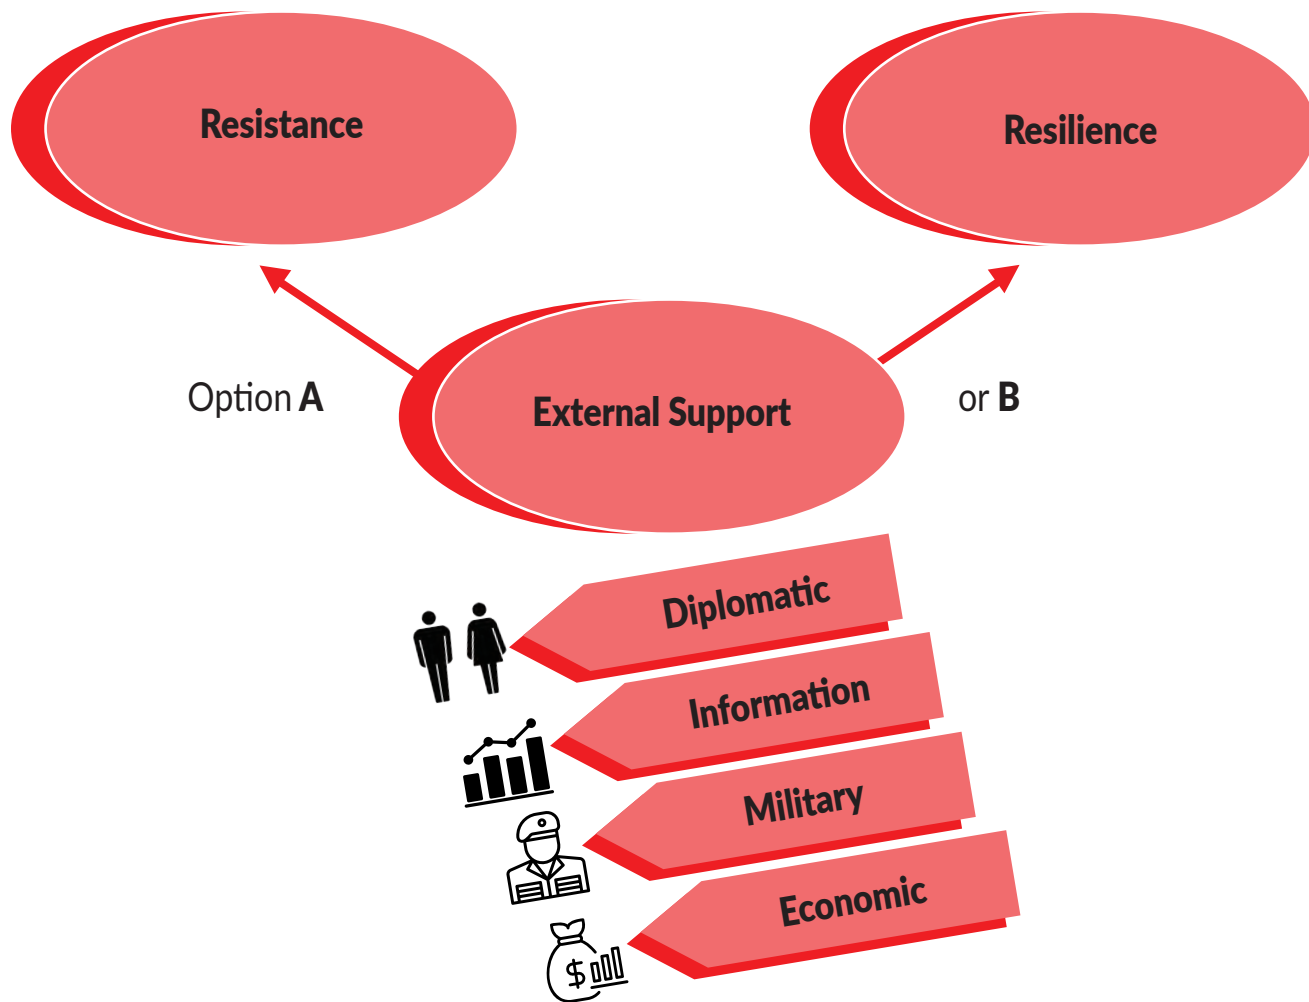 Resistance
Resilience
Option A
External Support
or B
Diplomatic
Information
Military
Economic
$